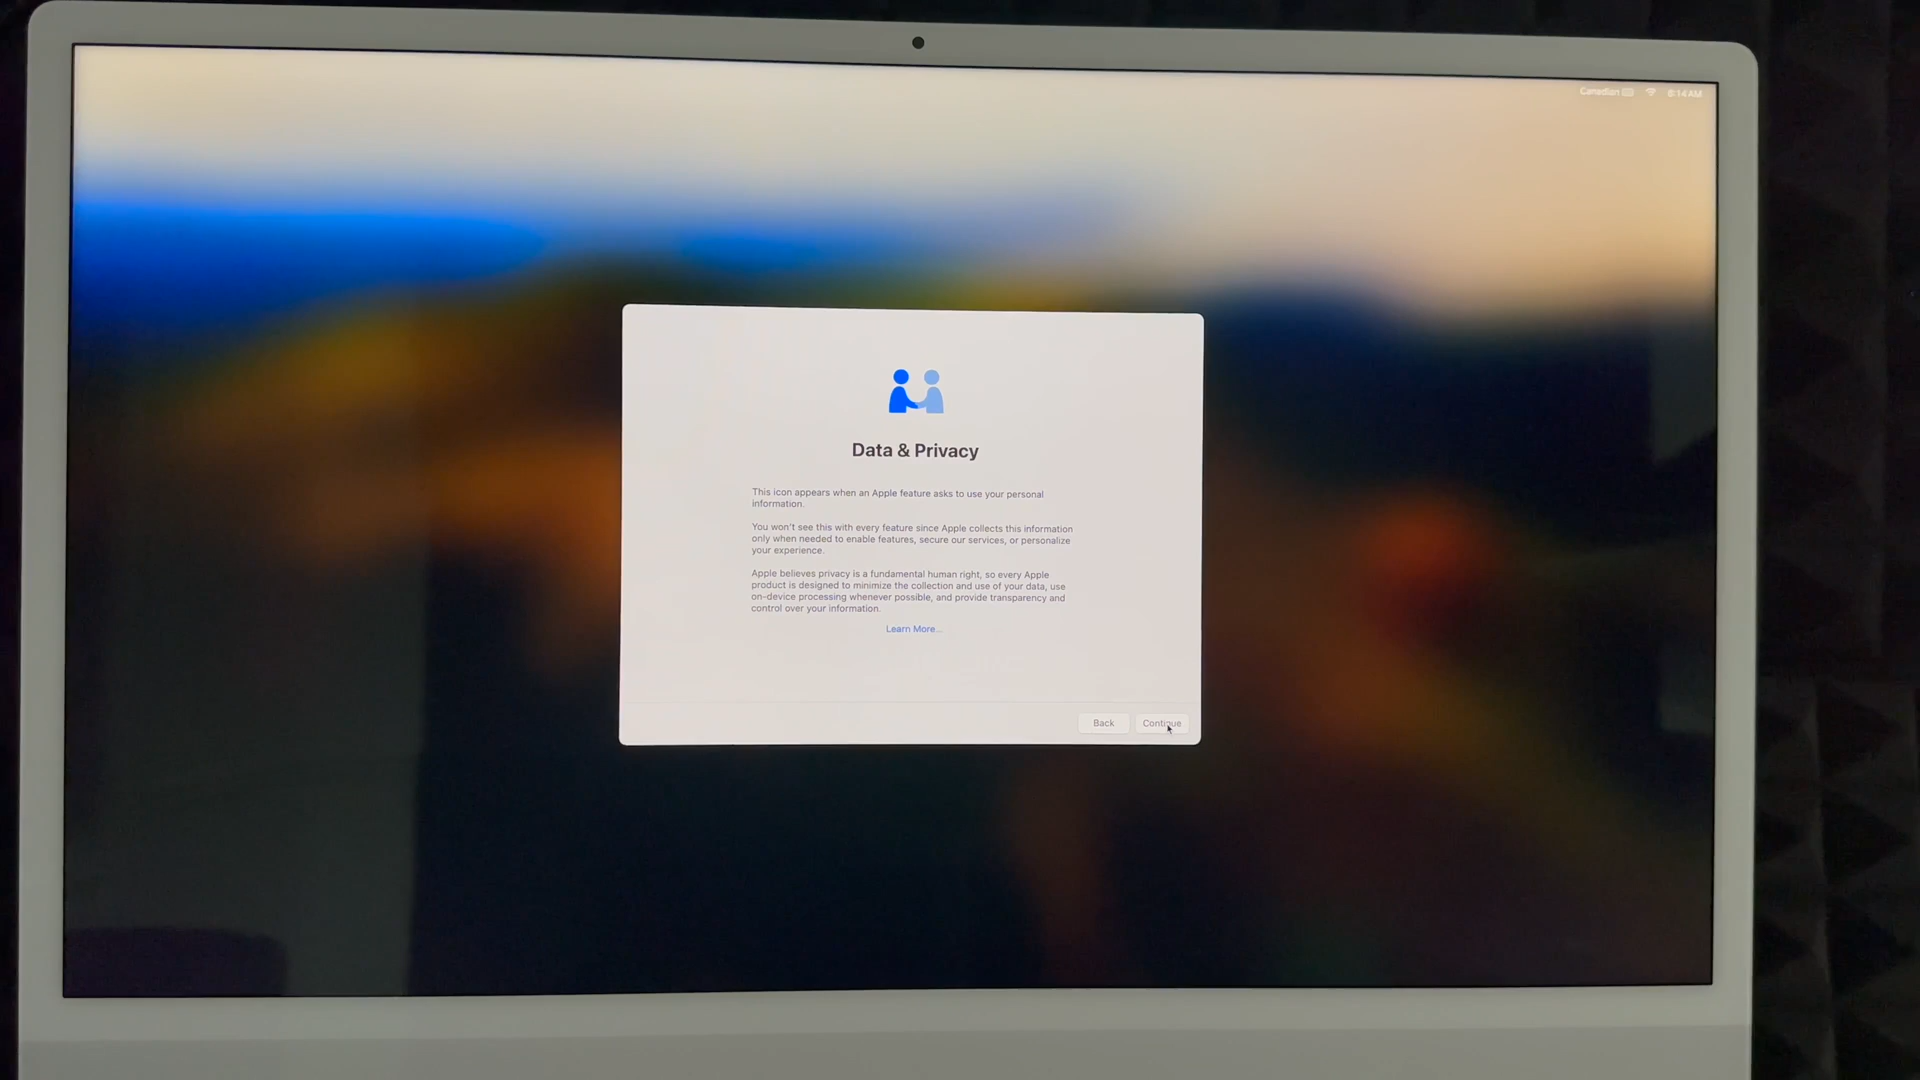 Canadian 6:14 AM
Data & Privacy
This icon appears when an Apple feature asks to use your personal
information.
You won't see this with every feature since Apple collects this information
only when needed to enable features, secure our services, or personalize
your experience.
Apple believes privacy is a fundamental human right, so every Apple
product is designed to minimize the collection and use of your data, use
on-device processing whenever possible, and provide transparency and
control over your information.
Learn More...
Back Continue